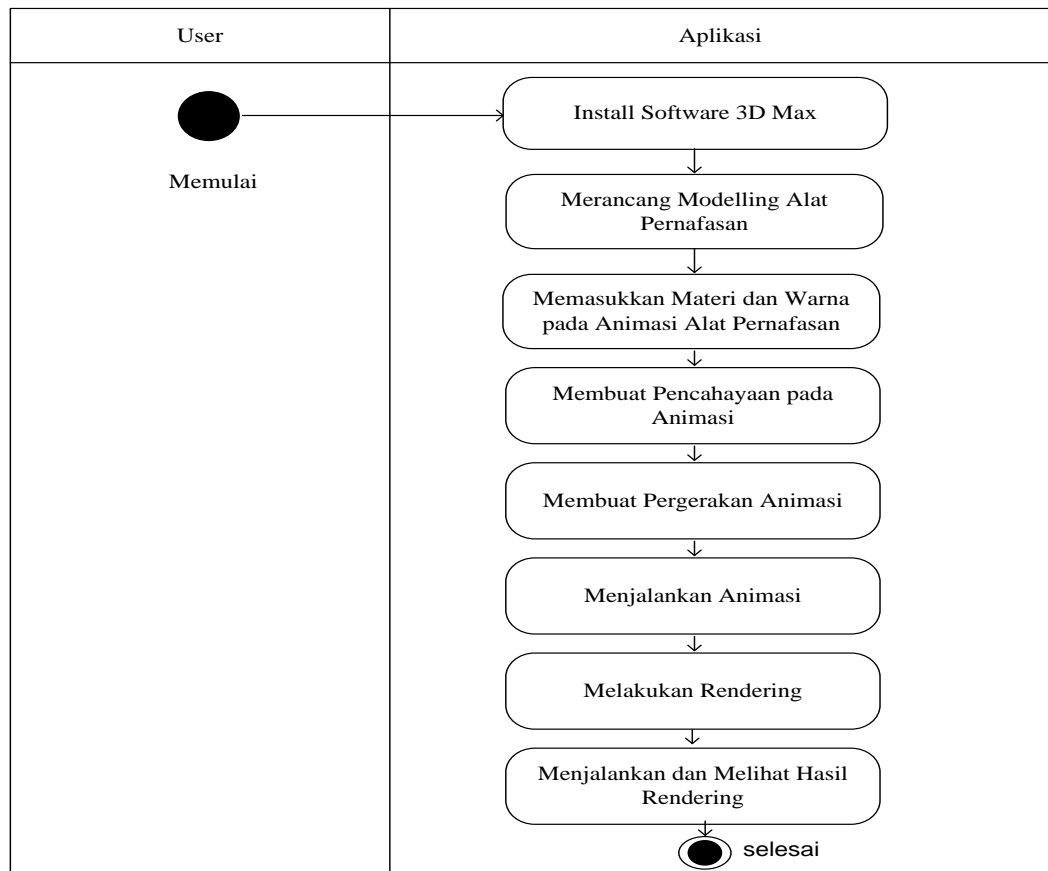 User
Aplikasi
Memulai
Install Software 3D Max
Merancang Modelling Alat
Pernafasan
Memasukkan Materi dan Warna
pada Animasi Alat Pernafasan
Membuat Pencahayaan pada
Animasi
Membuat Pergerakan Animasi
Menjalankan Animasi
Melakukan Rendering
Menjalankan dan Melihat Hasil
Rendering
selesai